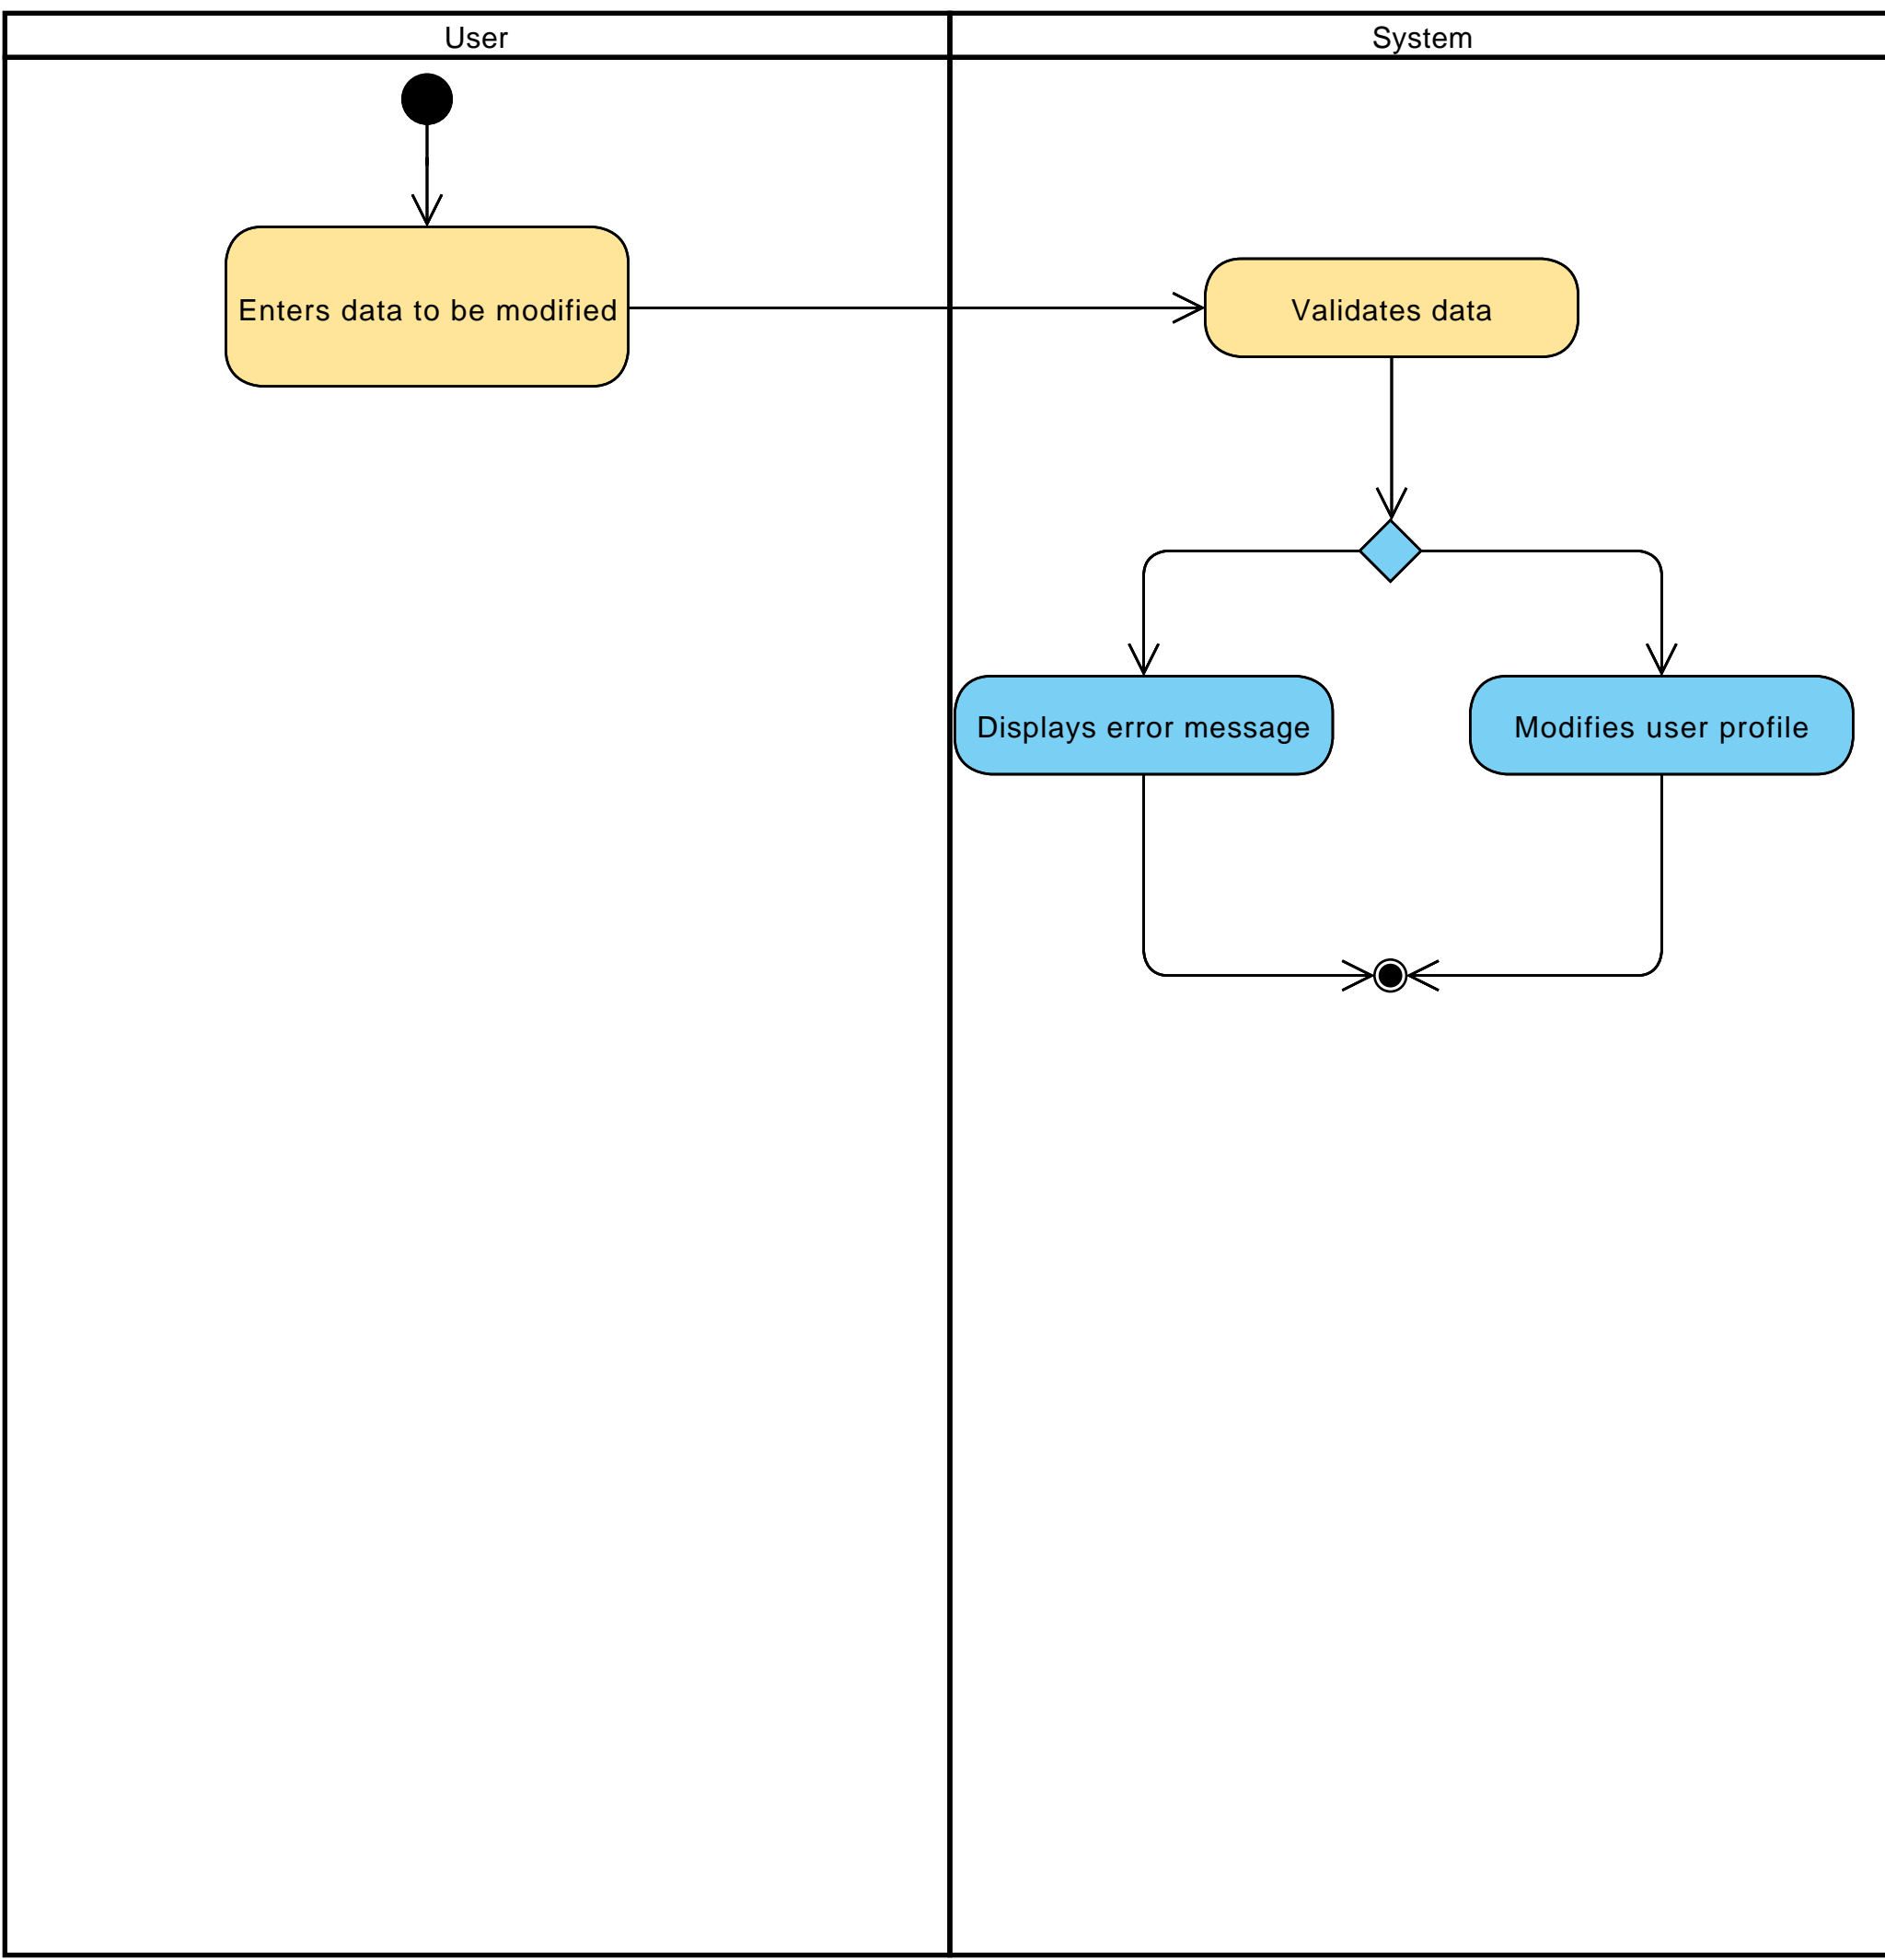 User
System
Enters data to be modified
Validates data
Displays error message
Modifies user profile